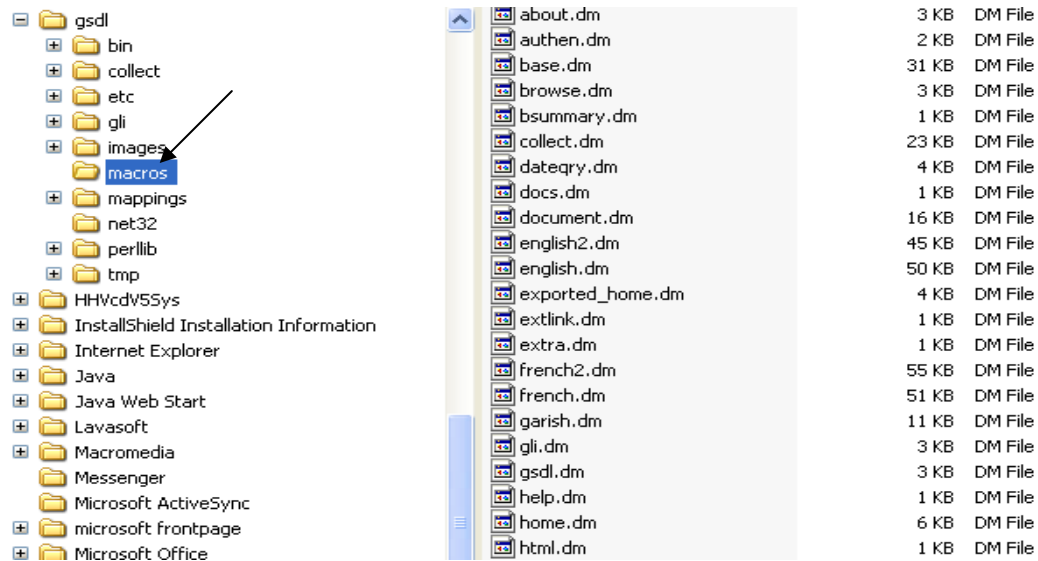 gsdl
bin
collect
etc
gli
images
macros
mappings
net32
perllib
tmp
HHVcdV5Sys
InstallShield Installation Information
Internet Explorer
Java
Java Web Start
Lavasoft
Macromedia
Messenger
Microsoft ActiveSync
microsoft frontpage
Microsoft Office
about.dm 3 KB DM File
authen.dm 2 KB DM File
base.dm 31 KB DM File
browse.dm 3 KB DM File
bsummary.dm 1 KB DM File
collect.dm 23 KB DM File
dateqry.dm 4 KB DM File
docs.dm 1 KB DM File
document.dm 16 KB DM File
english2.dm 45 KB DM File
english.dm 50 KB DM File
exported_home.dm 4 KB DM File
extlink.dm 1 KB DM File
extra.dm 1 KB DM File
french2.dm 55 KB DM File
french.dm 51 KB DM File
garish.dm 11 KB DM File
gli.dm 3 KB DM File
gsdl.dm 3 KB DM File
help.dm 1 KB DM File
home.dm 6 KB DM File
html.dm 1 KB DM File